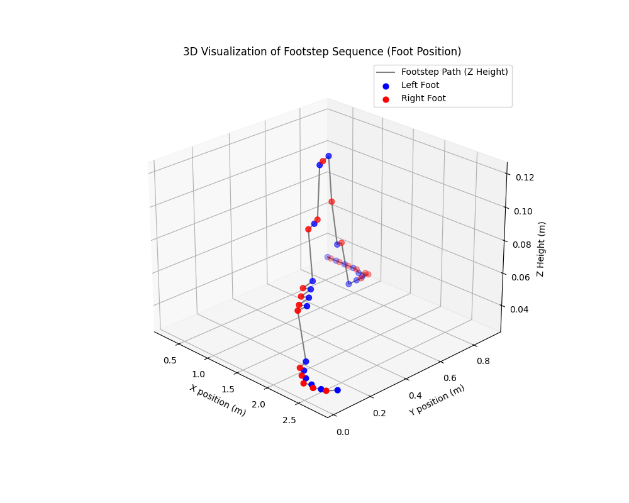 3D Visualization of Footstep Sequence (Foot Position)
Footstep Path (Z Height)
Left Foot
Right Foot
0.12
0.10
0.08
0.06
0.04
Z Height (m)
0.5
1.0
1.5
2.0
2.5
X position (m)
0.0
0.2
0.4
0.6
0.8
Y position (m)